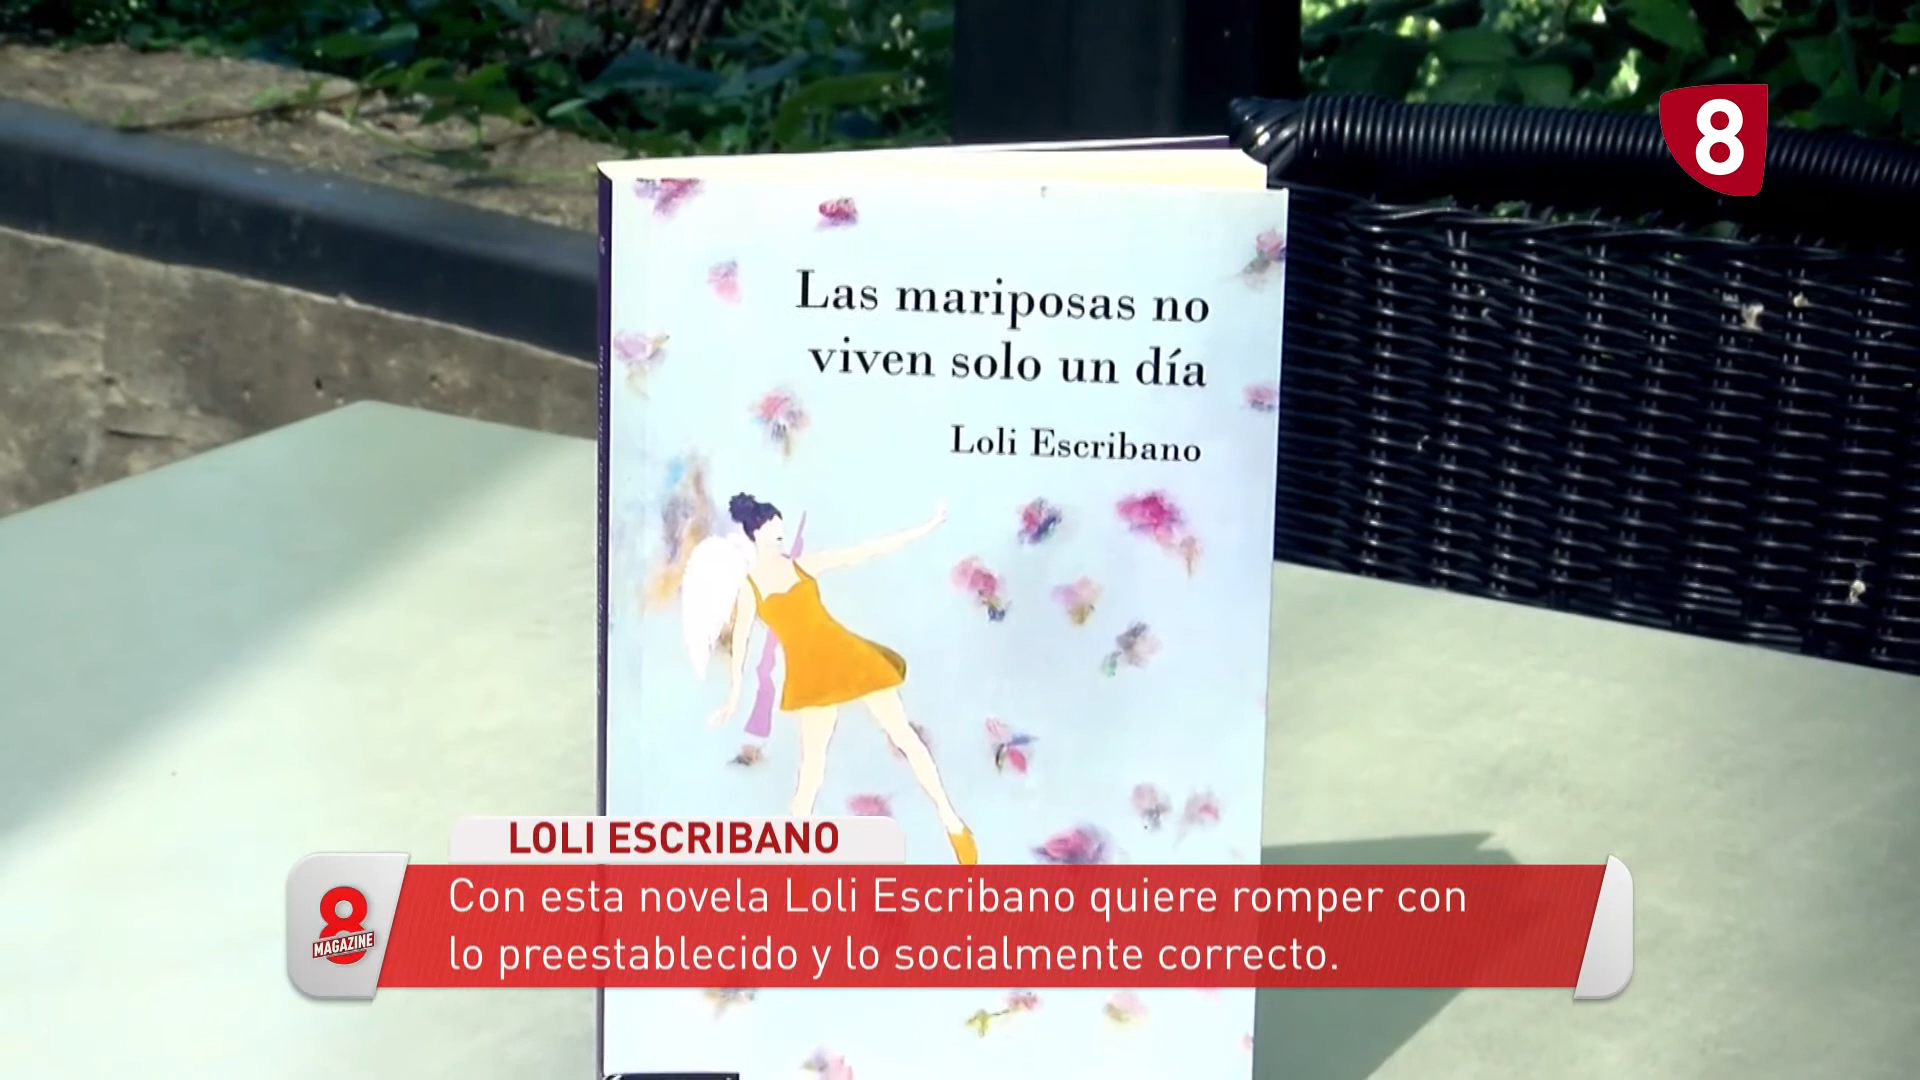 8
Las mariposas no
viven solo un día
Loli Escribano
LOLI ESCRIBANO
8
MAGAZINE
Con esta novela Loli Escribano quiere romper con
lo preestablecido y lo socialmente correcto.